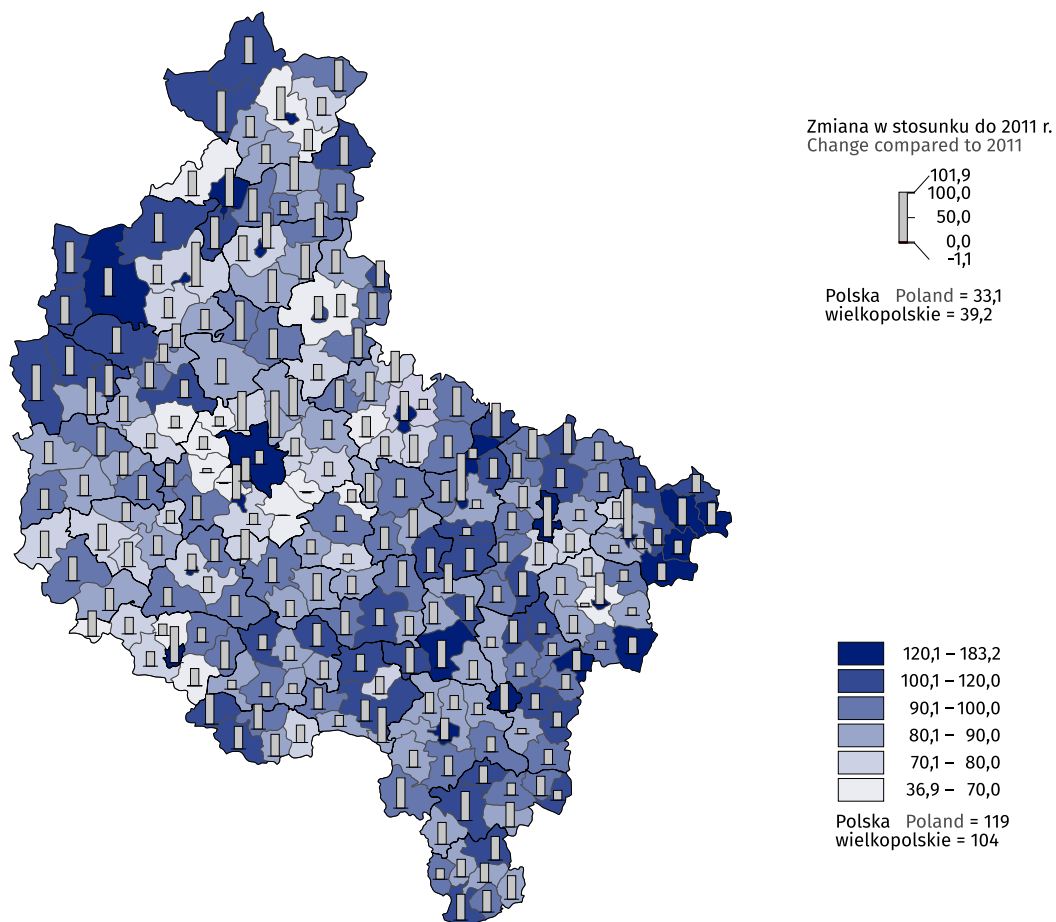 Zmiana w stosunku do 2011 r.
Change compared to 2011
101,9
100,0
50,0
0,0
-1,1
Polska Poland = 33,1
wielkopolskie = 39,2
120,1 – 183,2
100,1 – 120,0
90,1 – 100,0
80,1 – 90,0
70,1 – 80,0
36,9 – 70,0
Polska Poland = 119
wielkopolskie = 104